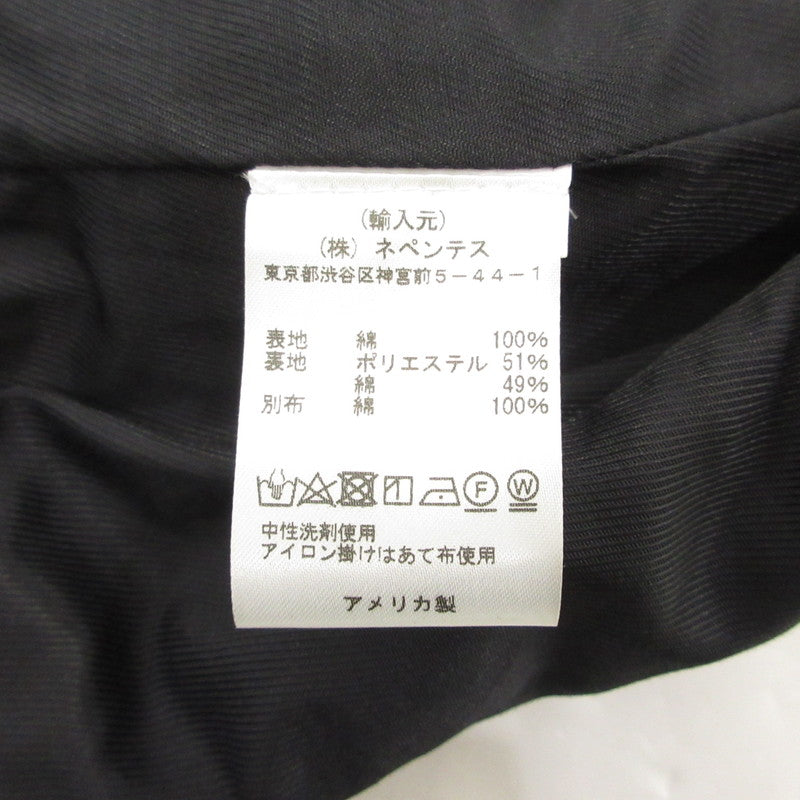 (輸入元)
(株) ネペンテス
東京都渋谷区神宮前5-44-1
表地 綿 100%
裏地 ポリエステル 51%
綿 49%
別布 綿 100%
F W
中性洗剤使用
アイロン掛けはあて布使用
アメリカ製